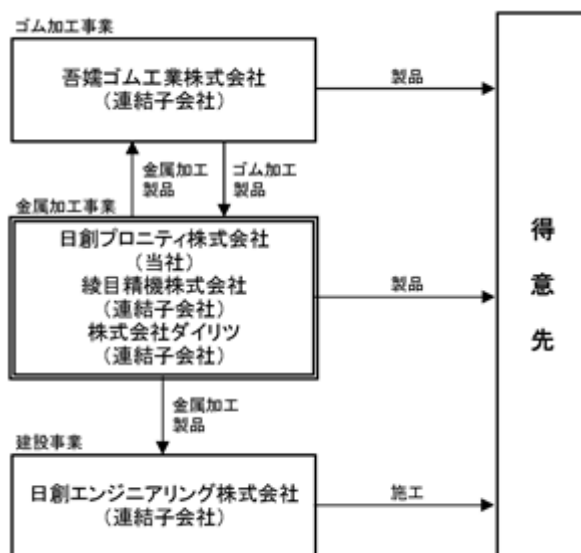 ゴム加工事業
吾嬬ゴム工業株式会社
（連結子会社）
製品
金属加工
製品
ゴム加工
製品
金属加工事業
日創プロニティ株式会社
（当社）
綾目精機株式会社
（連結子会社）
株式会社ダイリツ
（連結子会社）
製品
得意先
金属加工
製品
建設事業
日創エンジニアリング株式会社
（連結子会社）
施工